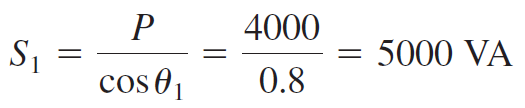 S₁ = P / cos θ₁ = 4000 / 0.8 = 5000 VA